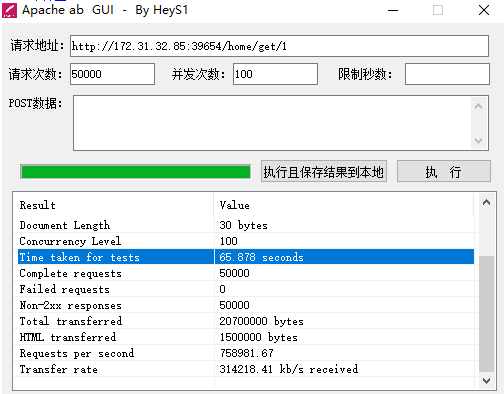 Apache ab GUI - By HeyS1
请求地址: http://172.31.32.85:39654/home/get/1
请求次数: 50000 并发次数: 100 限制秒数:
POST数据:
执行且保存结果到本地 执 行
Result Value
Document Length 30 bytes
Concurrency Level 100
Time taken for tests 65.878 seconds
Complete requests 50000
Failed requests 0
Non-2xx responses 50000
Total transferred 20700000 bytes
HTML transferred 1500000 bytes
Requests per second 758981.67
Transfer rate 314218.41 kb/s received